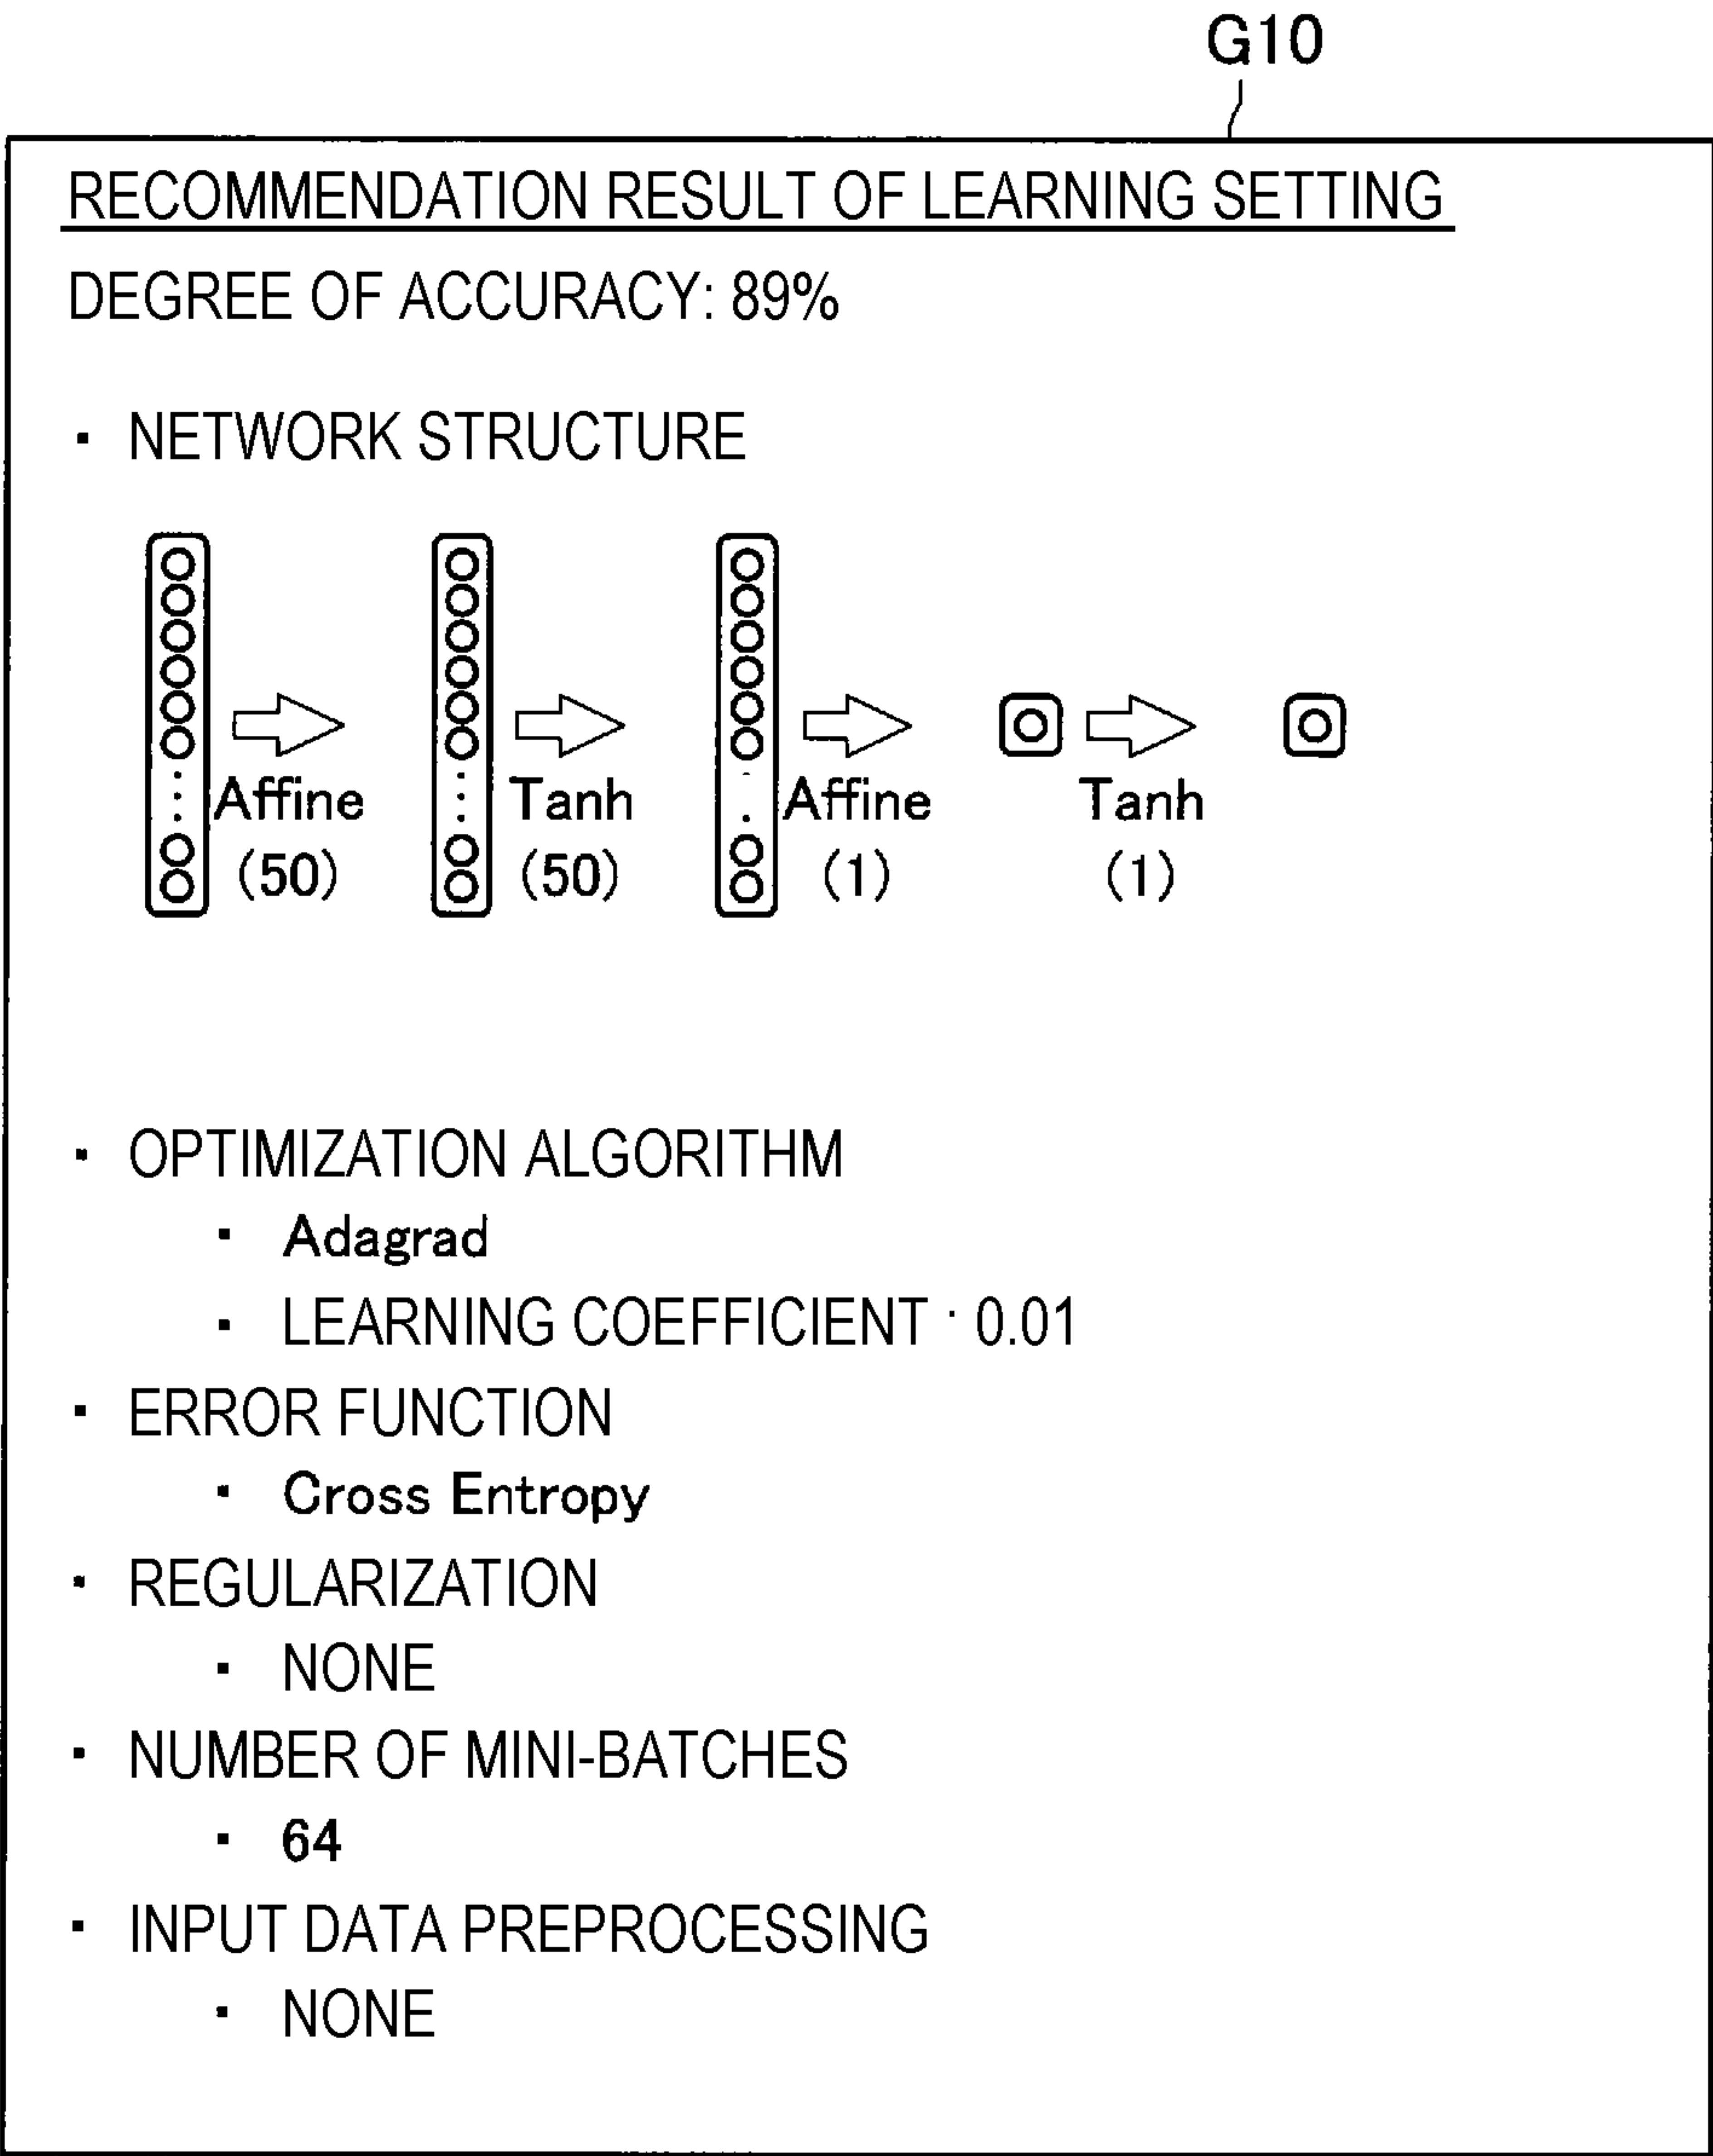 G10
RECOMMENDATION RESULT OF LEARNING SETTING
DEGREE OF ACCURACY: 89%
▪ NETWORK STRUCTURE
Affine Tanh Affine Tanh
(50) (50) (1) (1)
▪ OPTIMIZATION ALGORITHM
▪ Adagrad
▪ LEARNING COEFFICIENT : 0.01
▪ ERROR FUNCTION
▪ Cross Entropy
▪ REGULARIZATION
▪ NONE
▪ NUMBER OF MINI-BATCHES
▪ 64
▪ INPUT DATA PREPROCESSING
▪ NONE